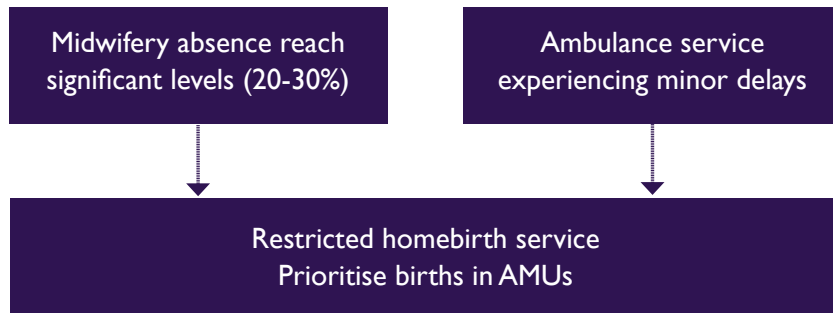 Midwifery absence reach
significant levels (20-30%)
Ambulance service
experiencing minor delays
Restricted homebirth service
Prioritise births in AMUs